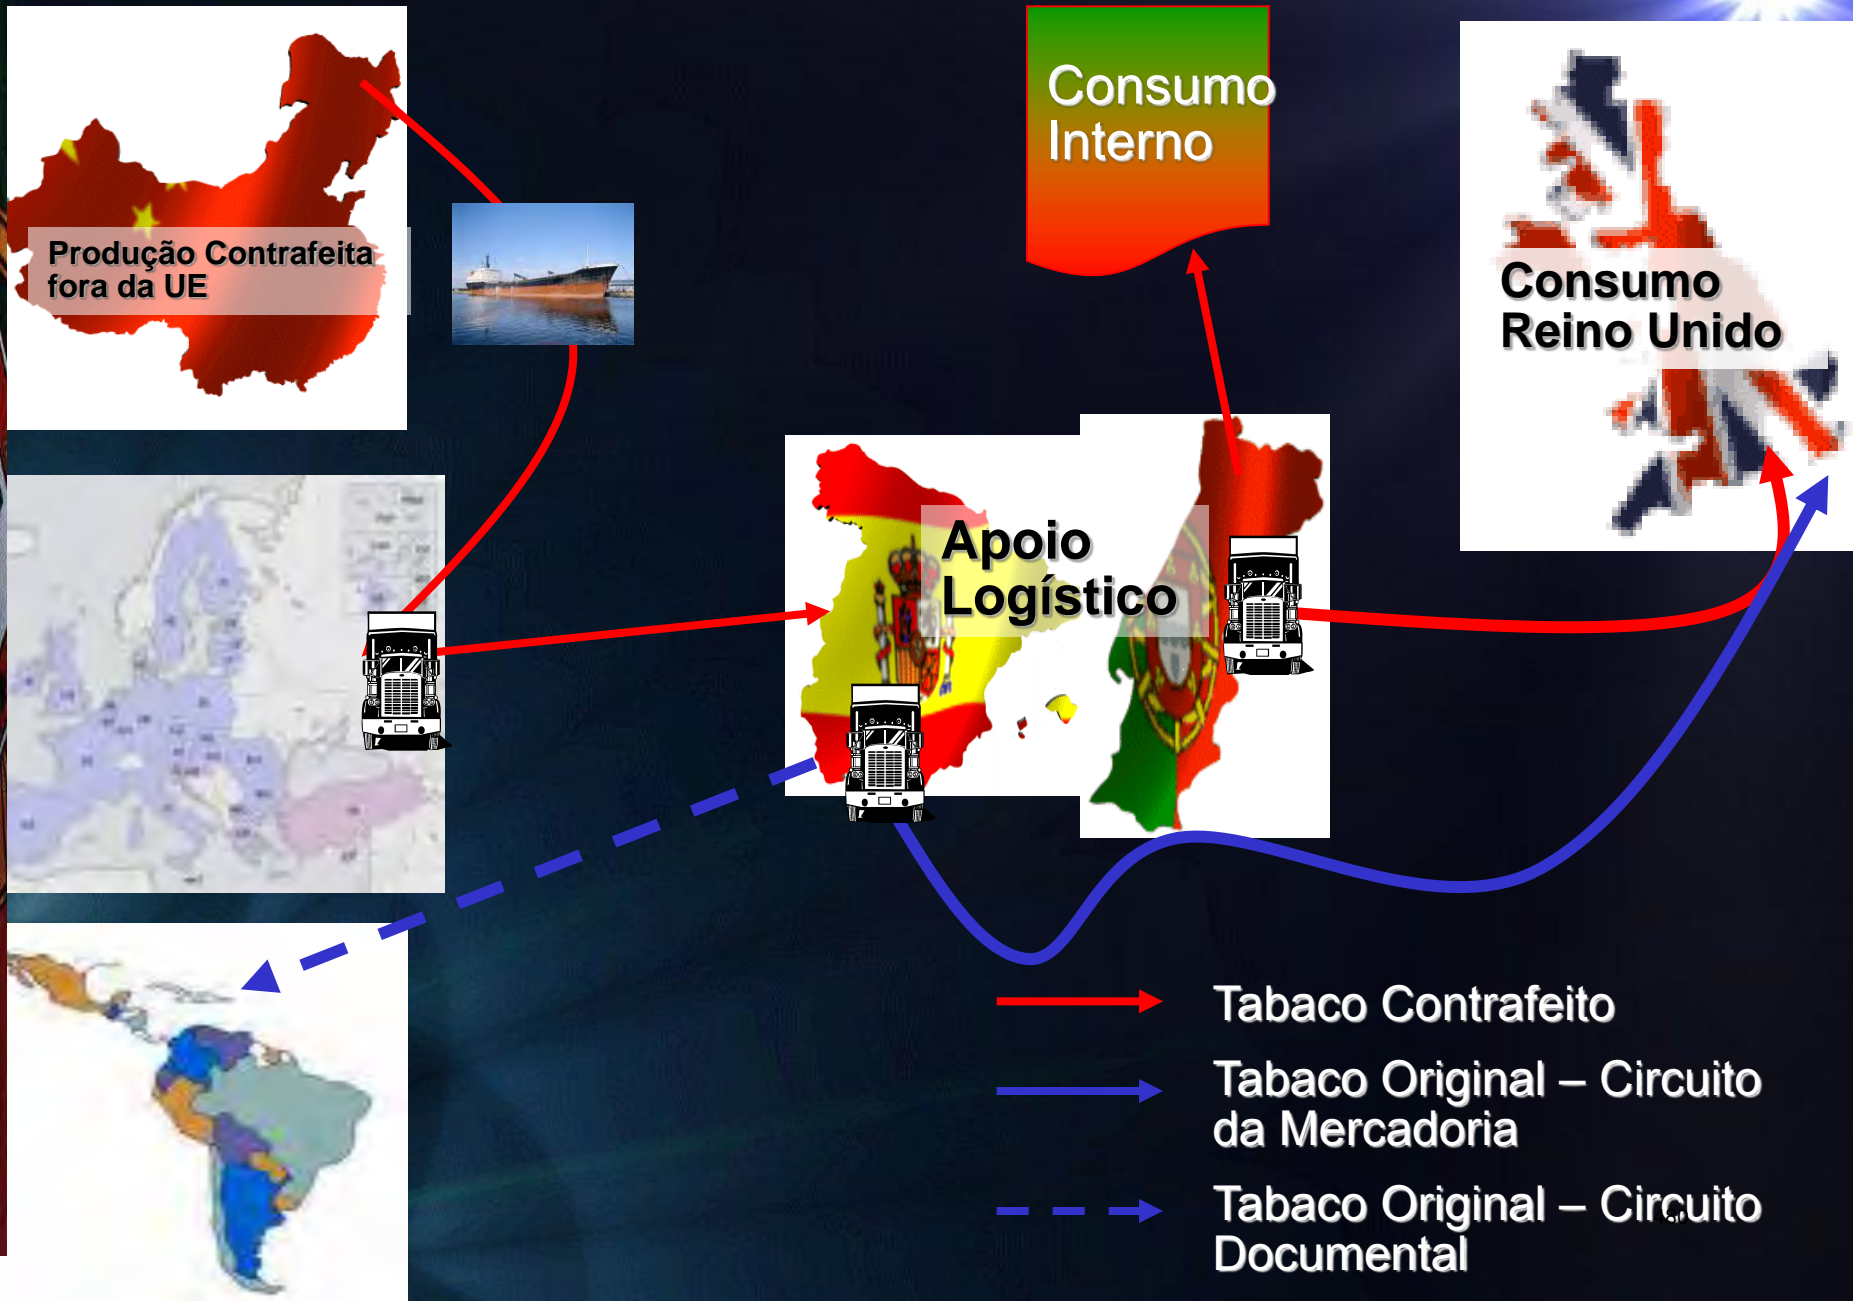 Consumo
Interno
Produção Contrafeita
fora da UE
Consumo
Reino Unido
Apoio
Logístico
Tabaco Contrafeito
Tabaco Original – Circuito
da Mercadoria
Tabaco Original – Circuito
Documental